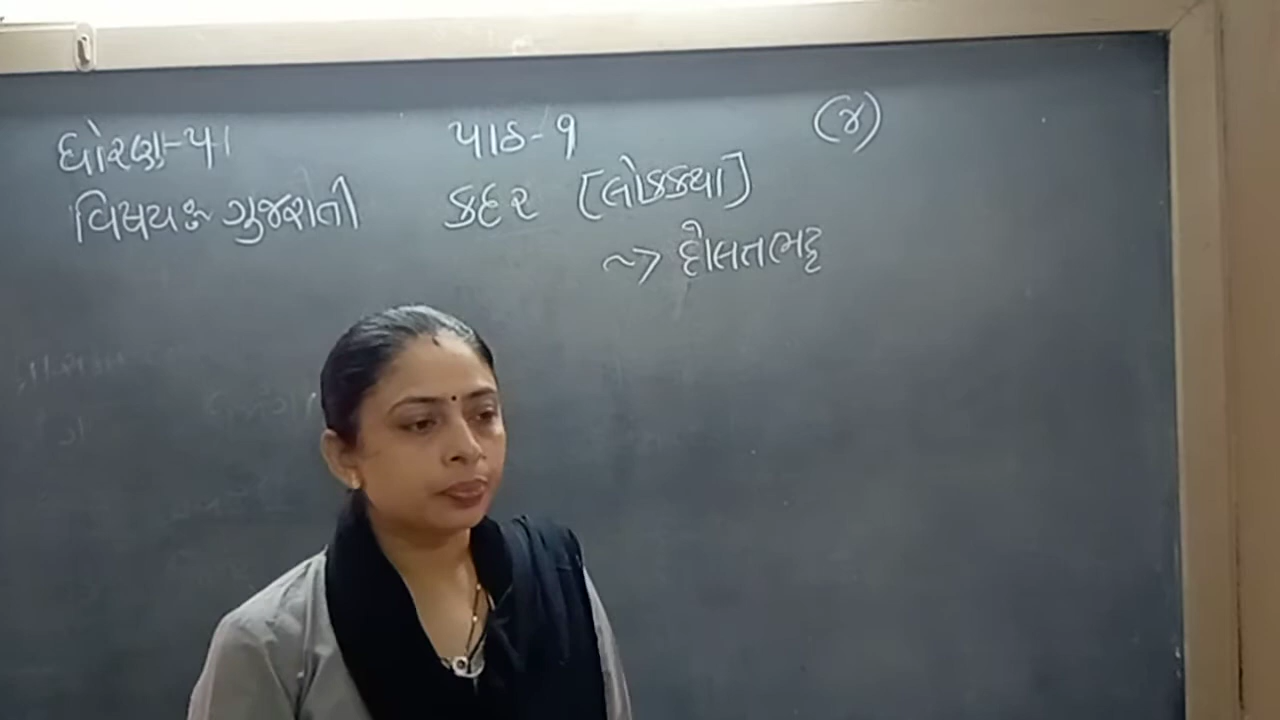 ધોરણ-૫ા
પાઠ-૧
(૪)
વિષય:~ ગુજરાતી
કદર [લોકકથા]
~> દૌલતભટ્ટ